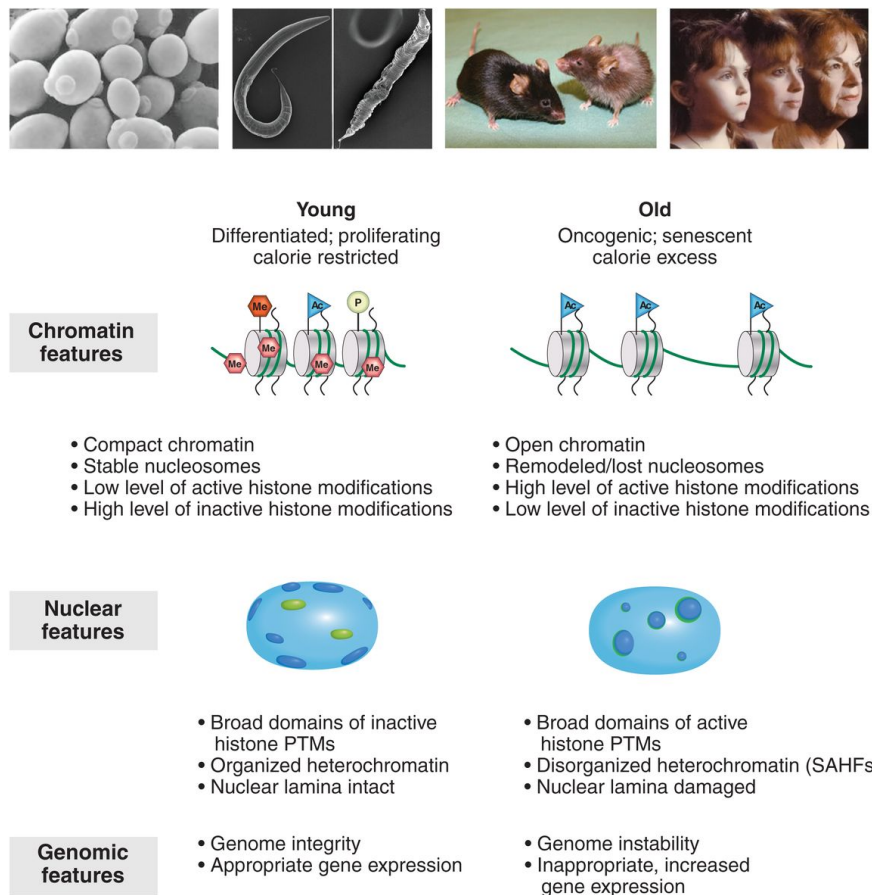 Young
Differentiated; proliferating
calorie restricted
Old
Oncogenic; senescent
calorie excess
Chromatin
features
Me
Me
Me
Ac
Me
P
Me
Ac
Ac
Ac
• Compact chromatin
• Stable nucleosomes
• Low level of active histone modifications
• High level of inactive histone modifications
• Open chromatin
• Remodeled/lost nucleosomes
• High level of active histone modifications
• Low level of inactive histone modifications
Nuclear
features
• Broad domains of inactive
histone PTMs
• Organized heterochromatin
• Nuclear lamina intact
• Broad domains of active
histone PTMs
• Disorganized heterochromatin (SAHFs
• Nuclear lamina damaged
Genomic
features
• Genome integrity
• Appropriate gene expression
• Genome instability
• Inappropriate, increased
gene expression